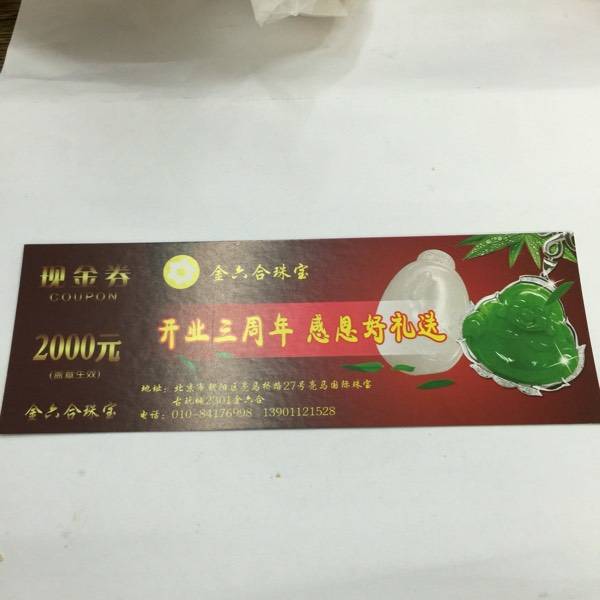 现金券
COUPON
2000元
(盖章生效)
金六合珠宝
金六合珠宝
开业三周年 感恩好礼送
地址：北京市朝阳区亮马桥路27号亮马国际珠宝
古玩城2301金六合
电话：010-84176998 13901121528